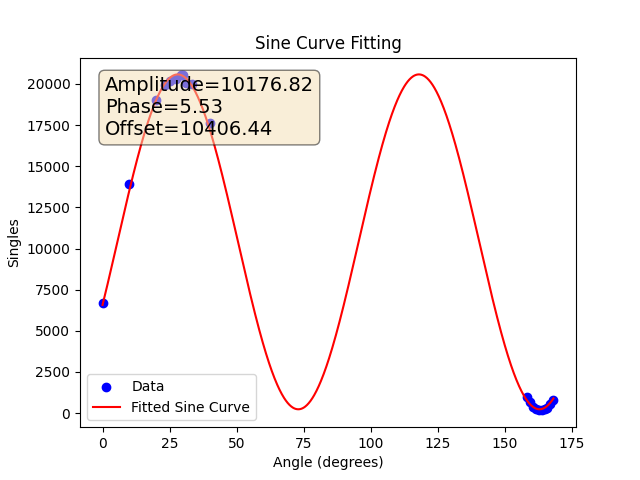 Sine Curve Fitting
Amplitude=10176.82
Phase=5.53
Offset=10406.44
20000
17500
15000
12500
10000
7500
5000
2500
0
Singles
Data
Fitted Sine Curve
0 25 50 75 100 125 150 175
Angle (degrees)